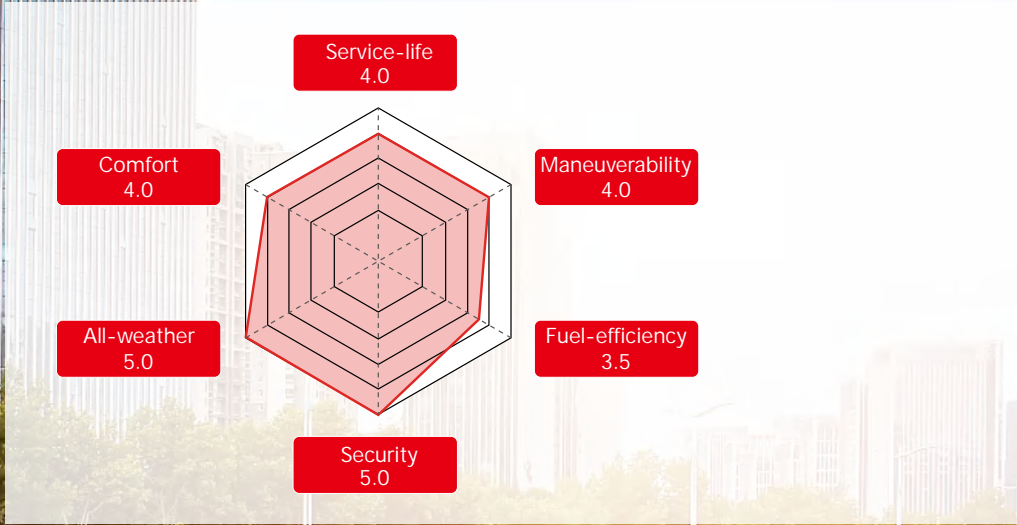 Service-life
4.0
Comfort
4.0
Maneuverability
4.0
All-weather
5.0
Fuel-efficiency
3.5
Security
5.0